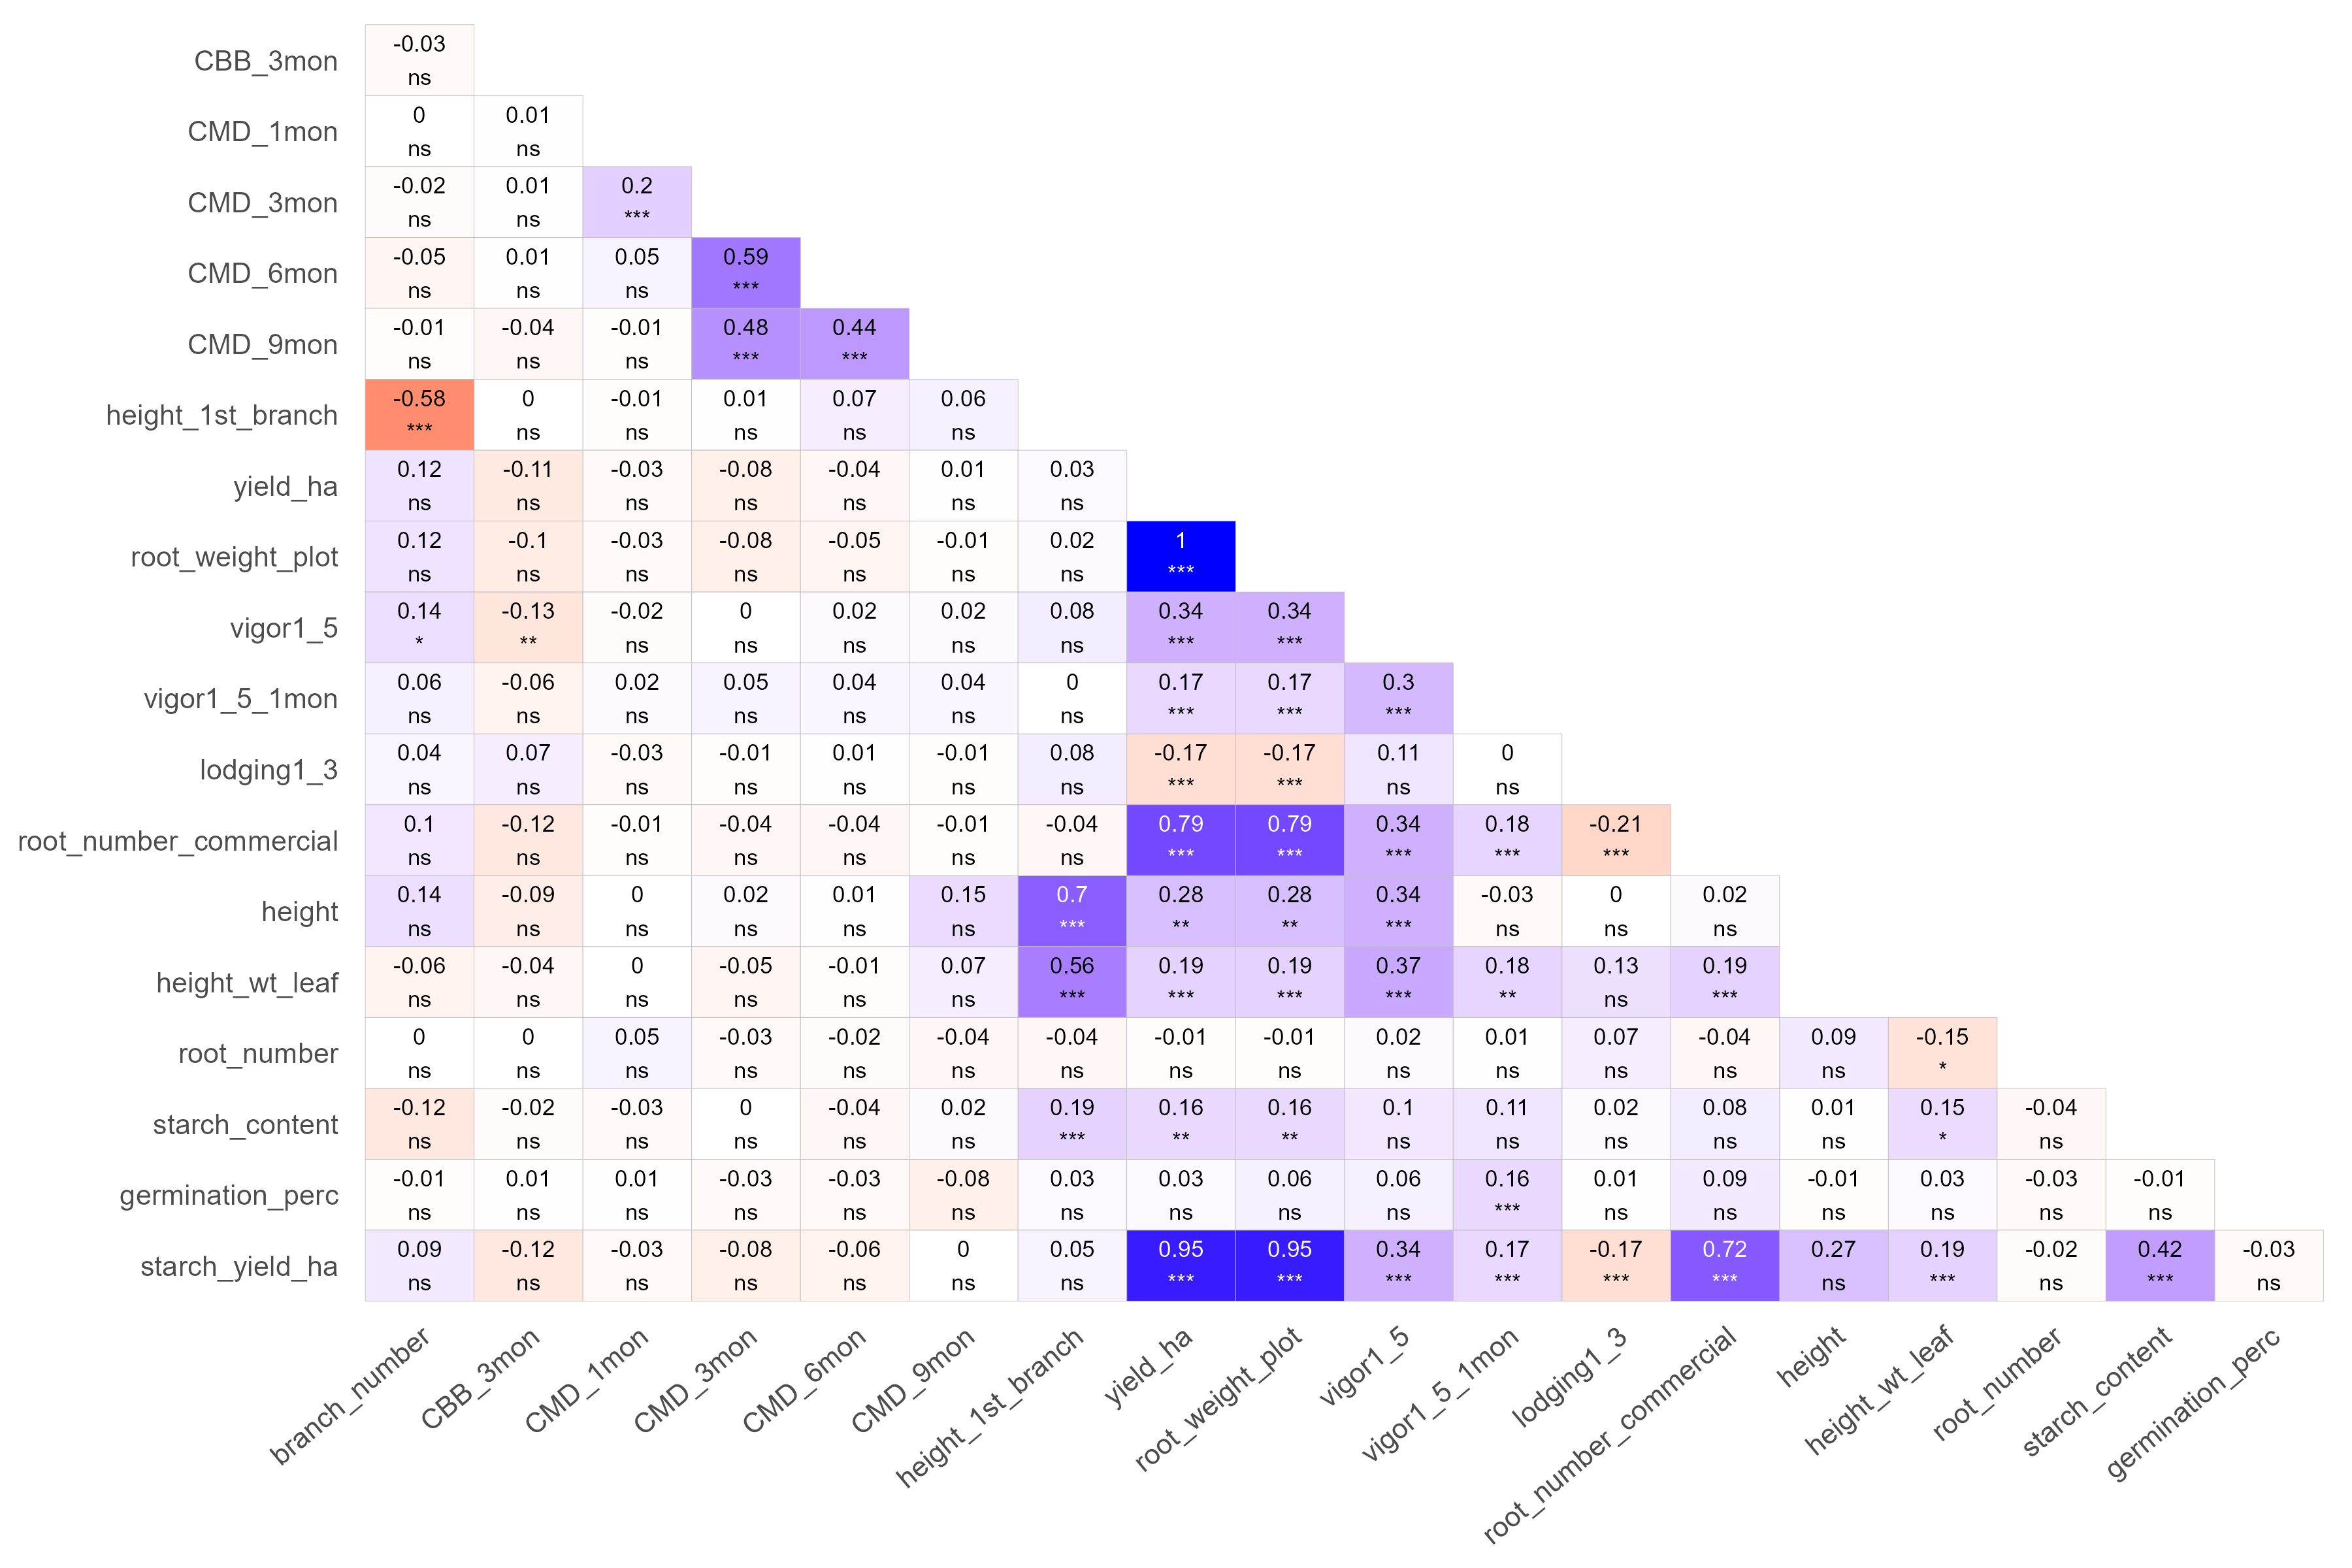 CBB_3mon -0.03
ns
CMD_1mon 0 0.01
ns ns
CMD_3mon -0.02 0.01 0.2
ns ns ***
CMD_6mon -0.05 0.01 0.05 0.59
ns ns ns ***
CMD_9mon -0.01 -0.04 -0.01 0.48 0.44
ns ns ns *** ***
height_1st_branch -0.58 0 -0.01 0.01 0.07 0.06
*** ns ns ns ns ns
yield_ha 0.12 -0.11 -0.03 -0.08 -0.04 0.01 0.03
ns ns ns ns ns ns ns
root_weight_plot 0.12 -0.1 -0.03 -0.08 -0.05 -0.01 0.02 1
ns ns ns ns ns ns ns ***
vigor1_5 0.14 -0.13 -0.02 0 0.02 0.02 0.08 0.34 0.34
* ** ns ns ns ns ns *** ***
vigor1_5_1mon 0.06 -0.06 0.02 0.05 0.04 0.04 0 0.17 0.17 0.3
ns ns ns ns ns ns ns *** *** ***
lodging1_3 0.04 0.07 -0.03 -0.01 0.01 -0.01 0.08 -0.17 -0.17 0.11 0
ns ns ns ns ns ns ns *** *** ns ns
root_number_commercial 0.1 -0.12 -0.01 -0.04 -0.04 -0.01 -0.04 0.79 0.79 0.34 0.18 -0.21
ns ns ns ns ns ns ns *** *** *** *** ***
height 0.14 -0.09 0 0.02 0.01 0.15 0.7 0.28 0.28 0.34 -0.03 0 0.02
ns ns ns ns ns ns *** ** ** *** ns ns ns
height_wt_leaf -0.06 -0.04 0 -0.05 -0.01 0.07 0.56 0.19 0.19 0.37 0.18 0.13 0.19
ns ns ns ns ns ns *** *** *** *** ** ns ***
root_number 0 0 0.05 -0.03 -0.02 -0.04 -0.04 -0.01 -0.01 0.02 0.01 0.07 -0.04 0.09 -0.15
ns ns ns ns ns ns ns ns ns ns ns ns ns ns *
starch_content -0.12 -0.02 -0.03 0 -0.04 0.02 0.19 0.16 0.16 0.1 0.11 0.02 0.08 0.01 0.15 -0.04
ns ns ns ns ns ns *** ** ** ns ns ns ns ns * ns
germination_perc -0.01 0.01 0.01 -0.03 -0.03 -0.08 0.03 0.03 0.06 0.06 0.16 0.01 0.09 -0.01 0.03 -0.03 -0.01
ns ns ns ns ns ns ns ns ns ns *** ns ns ns ns ns ns
starch_yield_ha 0.09 -0.12 -0.03 -0.08 -0.06 0 0.05 0.95 0.95 0.34 0.17 -0.17 0.72 0.27 0.19 -0.02 0.42 -0.03
ns ns ns ns ns ns ns *** *** *** *** *** *** ns *** ns *** ns
branch_number
CBB_3mon
CMD_1mon
CMD_3mon
CMD_6mon
CMD_9mon
height_1st_branch
yield_ha
root_weight_plot
vigor1_5
vigor1_5_1mon
lodging1_3
root_number_commercial
height
height_wt_leaf
root_number
starch_content
germination_perc